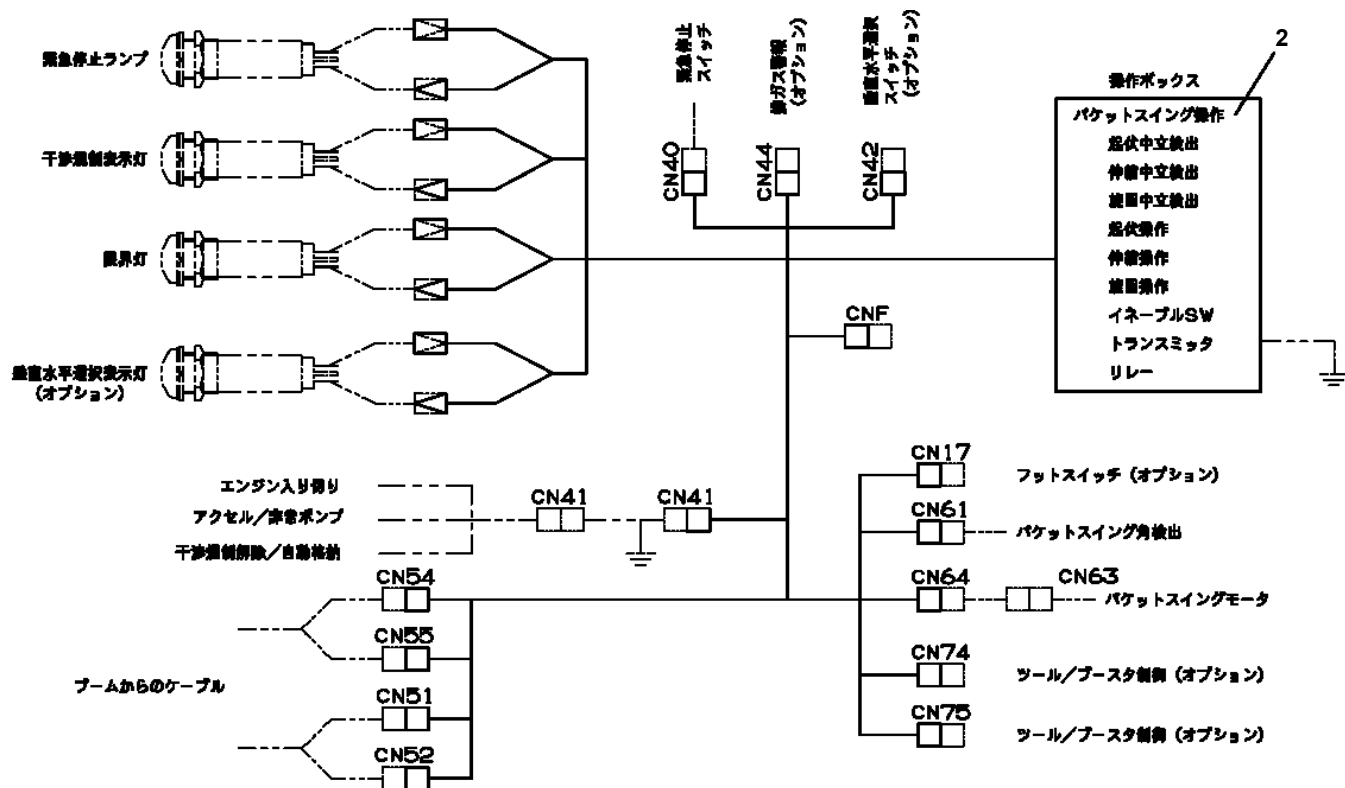 緊急停止ランプ
干渉規制表示灯
限界灯
垂直水平選択表示灯
(オプション)
緊急停止
スイッチ
排ガス警報
(オプション)
垂直水平選択
スイッチ
(オプション)
CN40
CN44
CN42
CNF
2
操作ボックス
バケットスイング操作
起伏中立検出
伸縮中立検出
旋回中立検出
起伏操作
伸縮操作
旋回操作
イネーブルSW
トランスミッタ
リレー
エンジン入り切り
アクセル/非常ポンプ
干渉規制解除/自動格納
CN41
CN41
CN17
フットスイッチ(オプション)
CN61
バケットスイング角検出
CN64
CN63
バケットスイングモータ
CN74
ツール/ブースタ制御(オプション)
CN75
ツール/ブースタ制御(オプション)
CN54
CN55
ブームからのケーブル
CN51
CN52